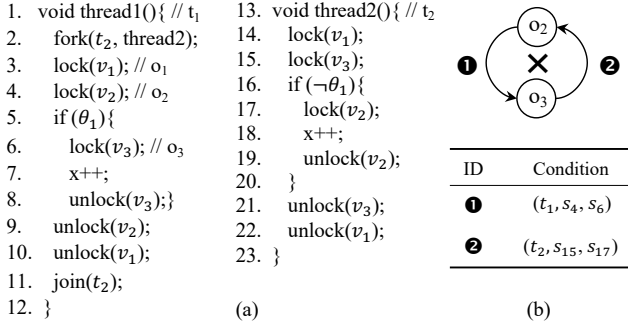 1. void thread1(){ // t₁
2. fork(t₂, thread2);
3. lock(v₁); // o₁
4. lock(v₂); // o₂
5. if (θ₁){
6. lock(v₃); // o₃
7. x++;
8. unlock(v₃);}
9. unlock(v₂);
10. unlock(v₁);
11. join(t₂);
12. }
13. void thread2(){ // t₂
14. lock(v₁);
15. lock(v₃);
16. if (¬θ₁){
17. lock(v₂);
18. x++;
19. unlock(v₂);
20. }
21. unlock(v₃);
22. unlock(v₁);
23. }
(a)
o₂
❶ ❷
o₃
ID Condition
❶ (t₁, s₄, s₆)
❷ (t₂, s₁₅, s₁₇)
(b)